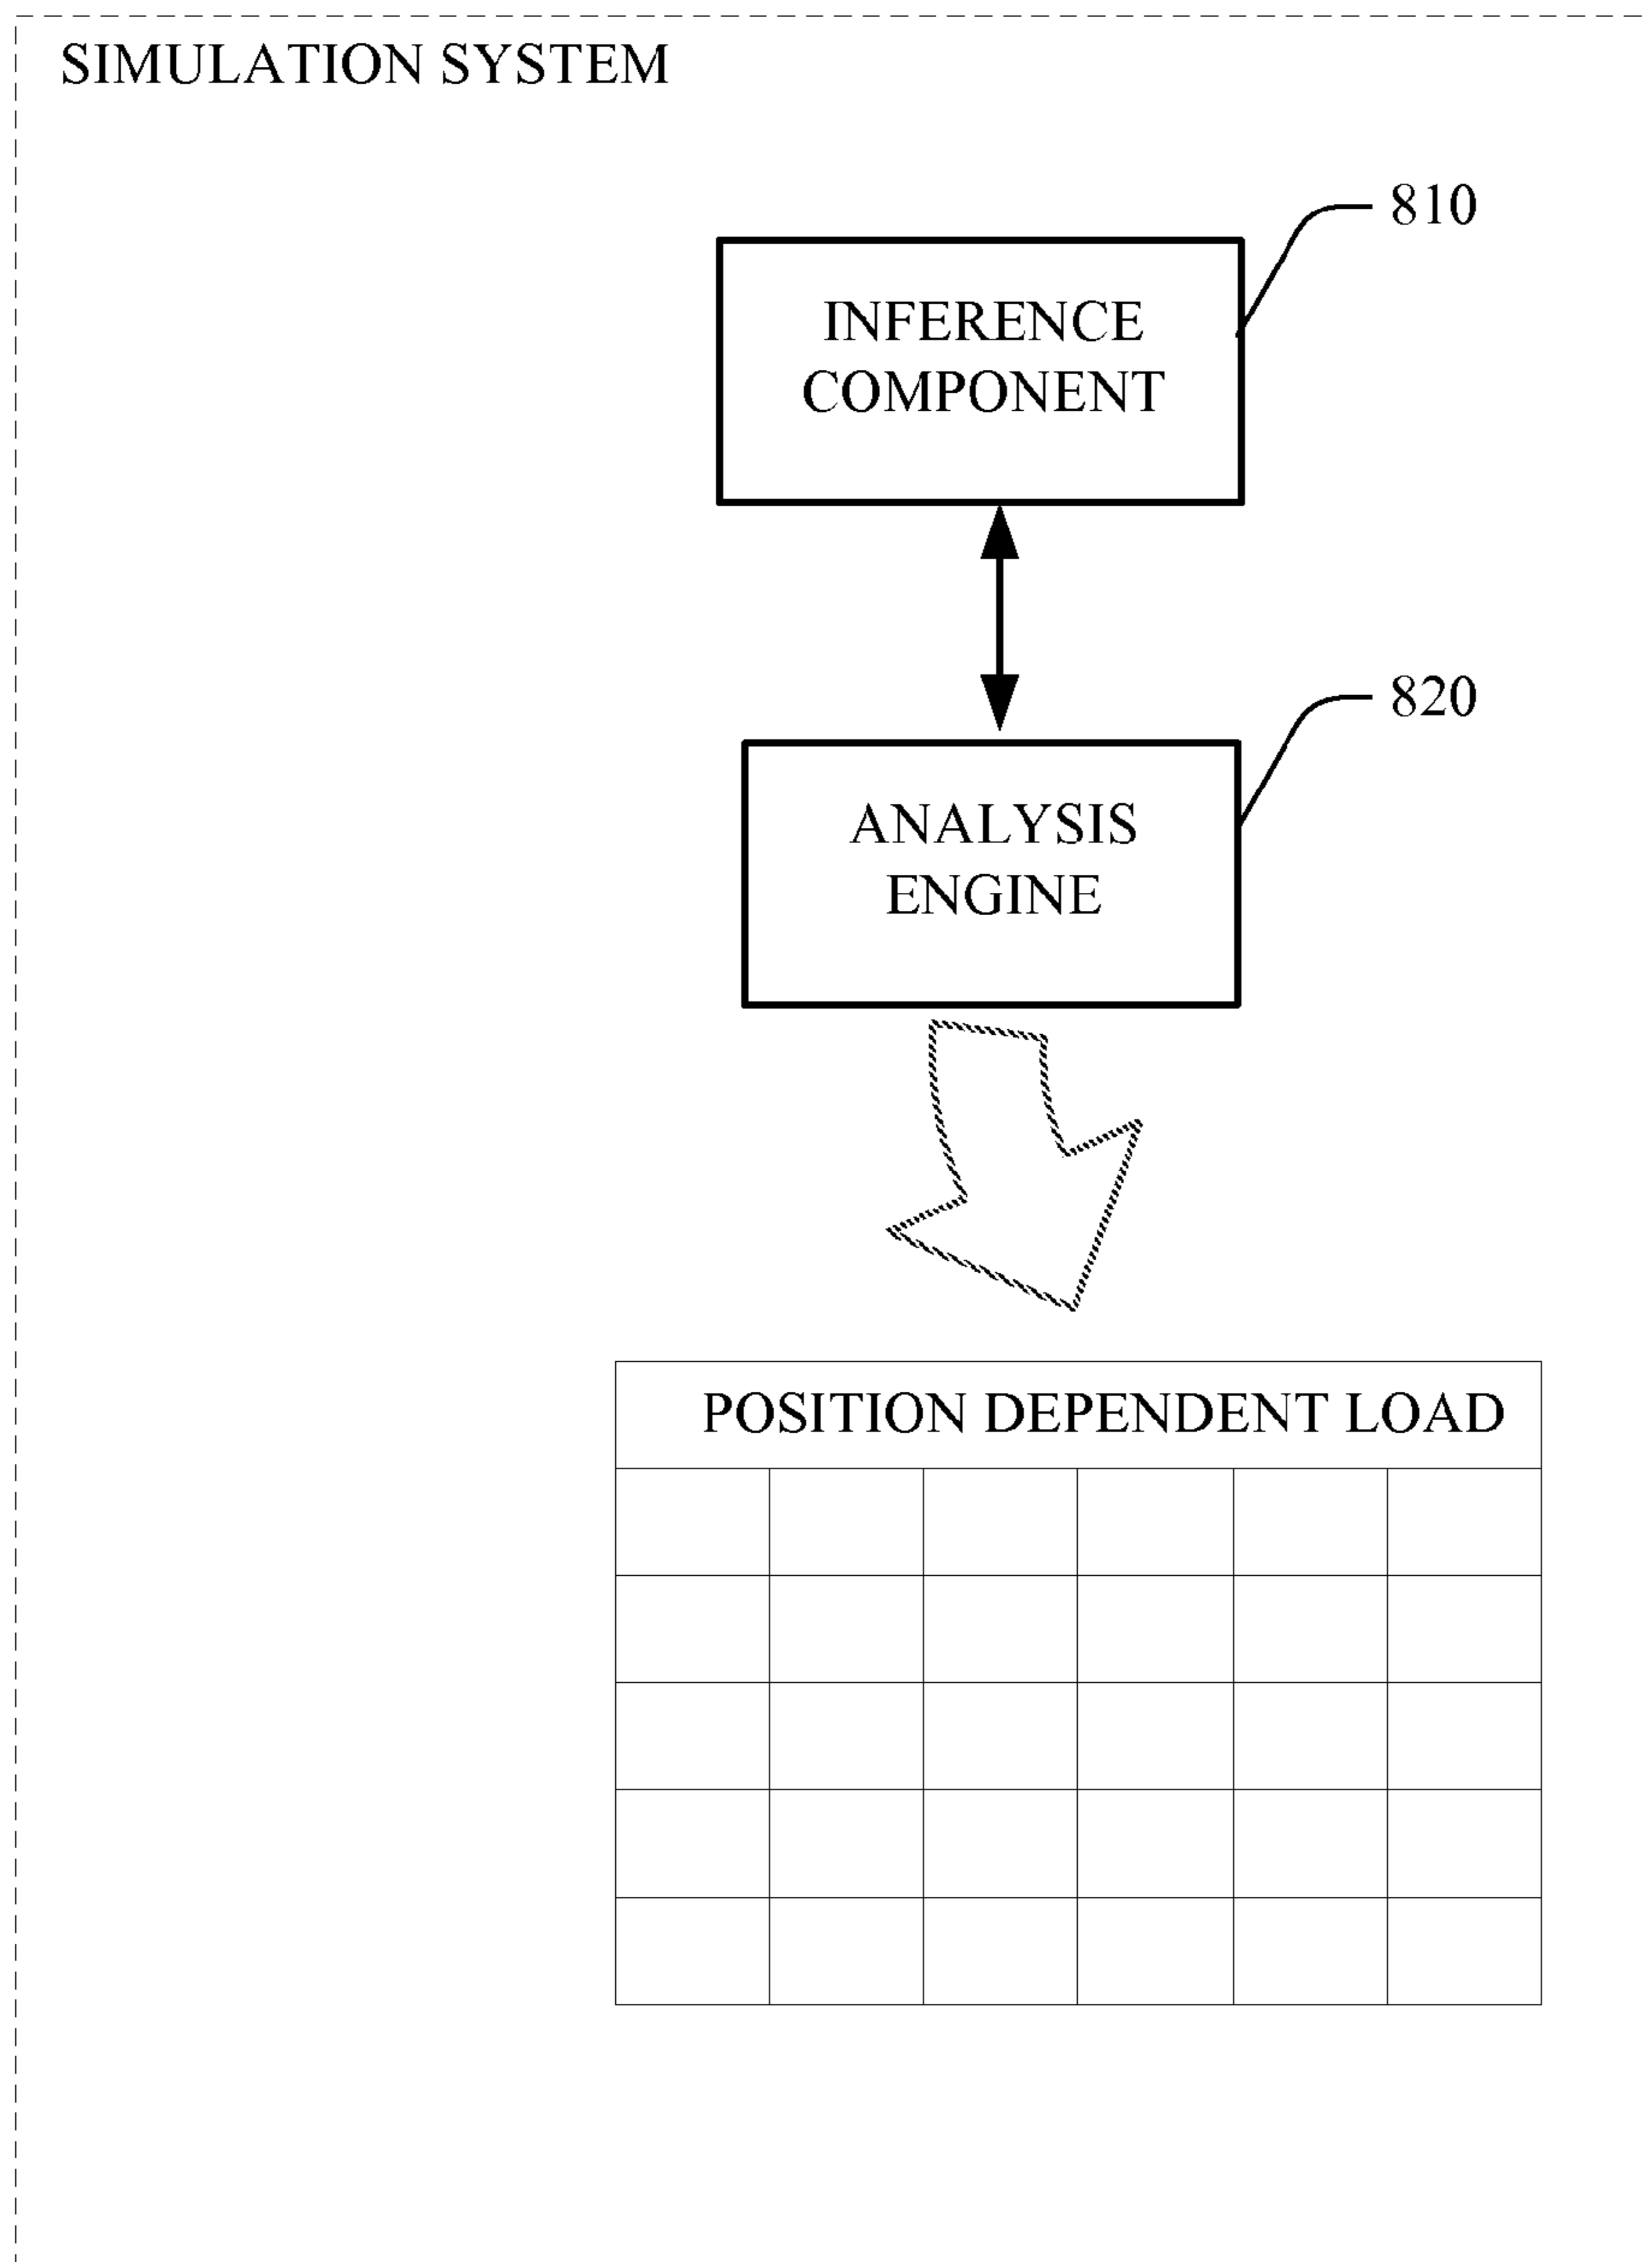 SIMULATION SYSTEM
810
INFERENCE
COMPONENT
820
ANALYSIS
ENGINE
POSITION DEPENDENT LOAD